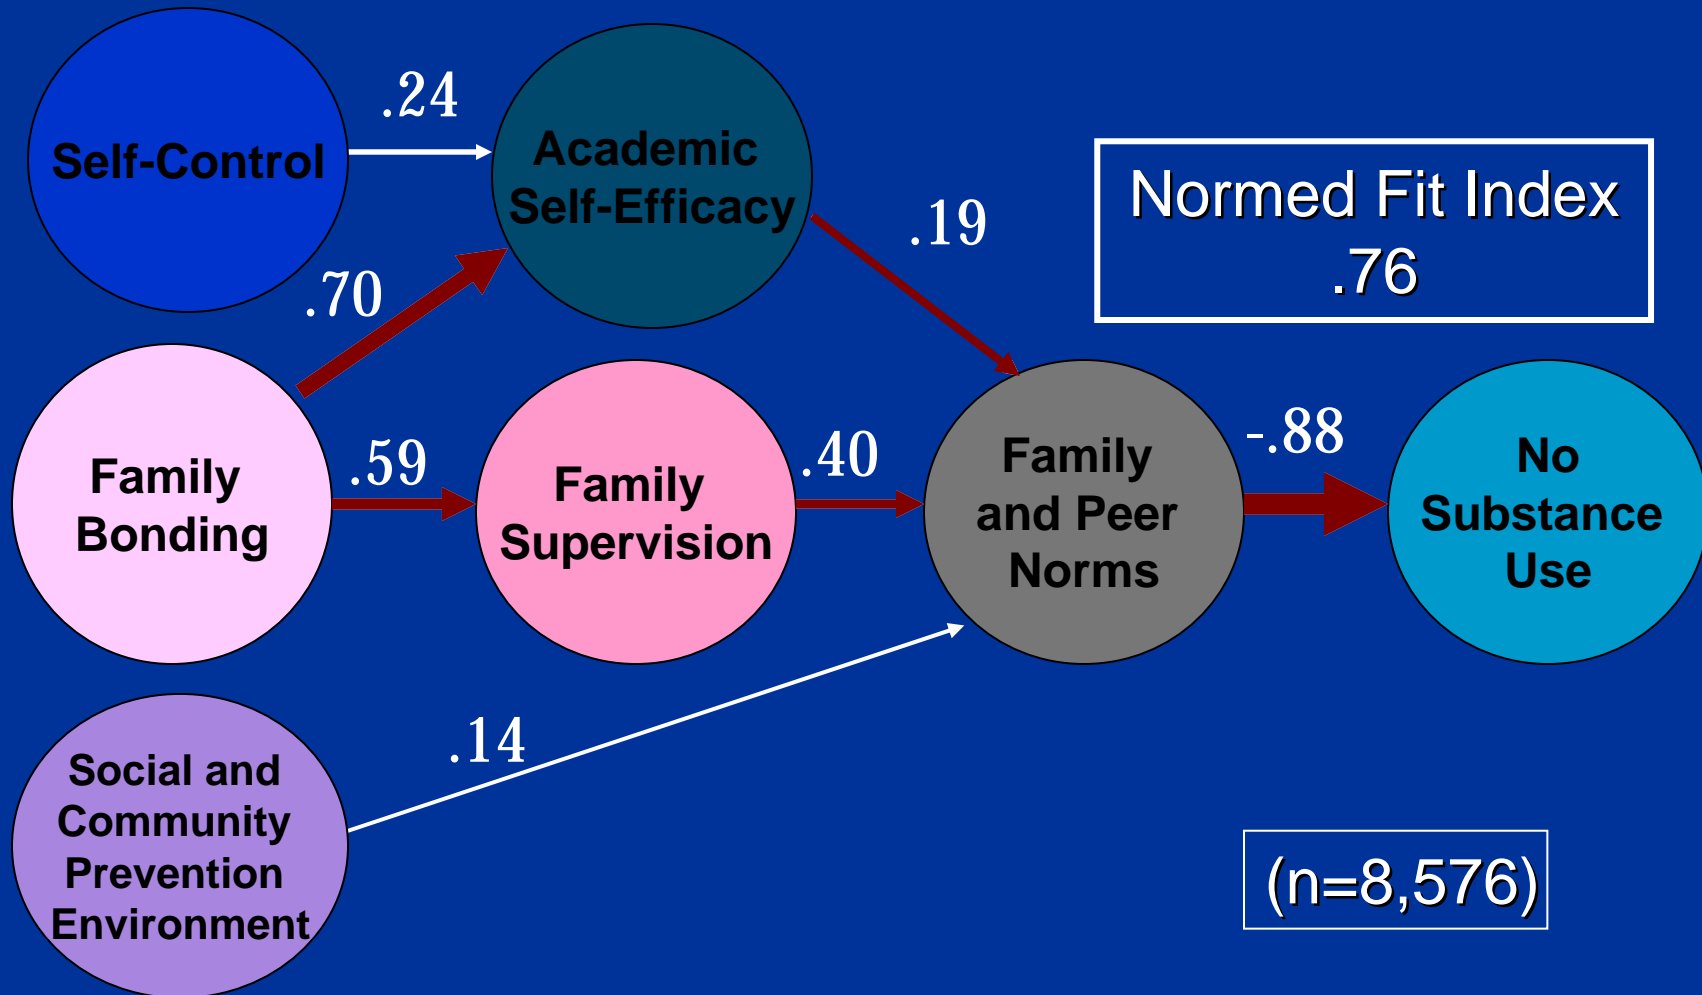 Self-Control
.24
Academic
Self-Efficacy
.19
Normed Fit Index
.76
.70
Family
Bonding
.59
Family
Supervision
.40
Family
and Peer
Norms
-.88
No
Substance
Use
.14
Social and
Community
Prevention
Environment
(n=8,576)